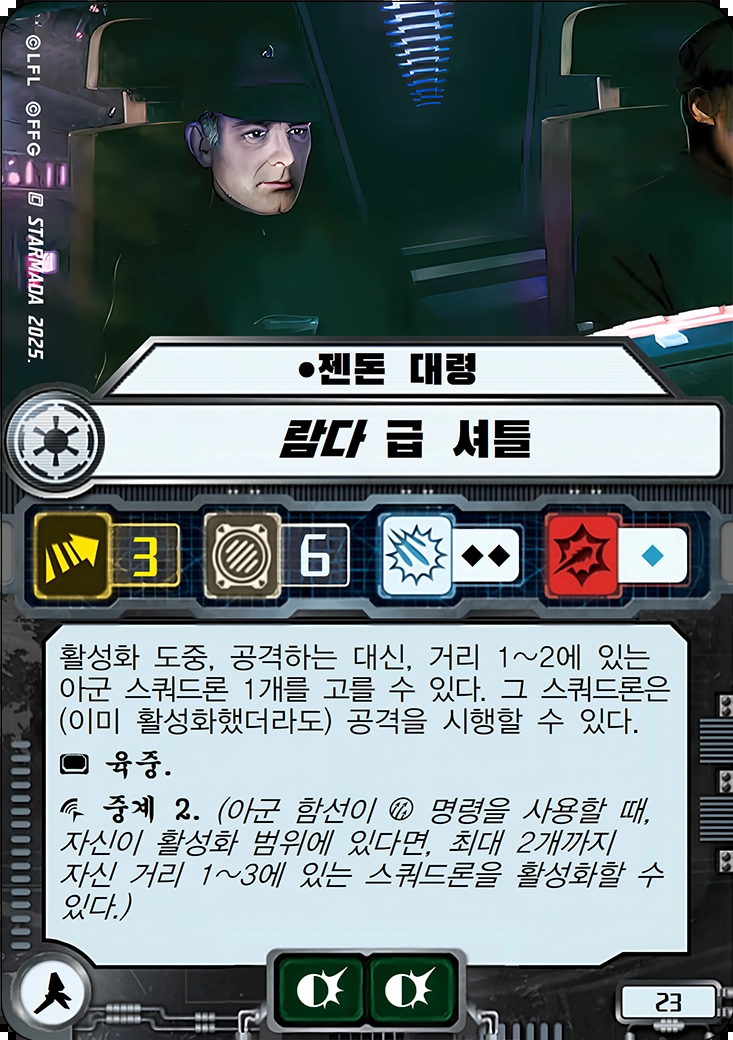 ©LFL ©FFG STARMADA 2025.
•젠돈 대령
람다 급 셔틀
3 6
활성화 도중, 공격하는 대신, 거리 1~2에 있는
아군 스쿼드론 1개를 고를 수 있다. 그 스쿼드론은
(이미 활성화했더라도) 공격을 시행할 수 있다.
육중.
중계 2. (아군 함선이 명령을 사용할 때,
자신이 활성화 범위에 있다면, 최대 2개까지
자신 거리 1~3에 있는 스쿼드론을 활성화할 수
있다.)
23